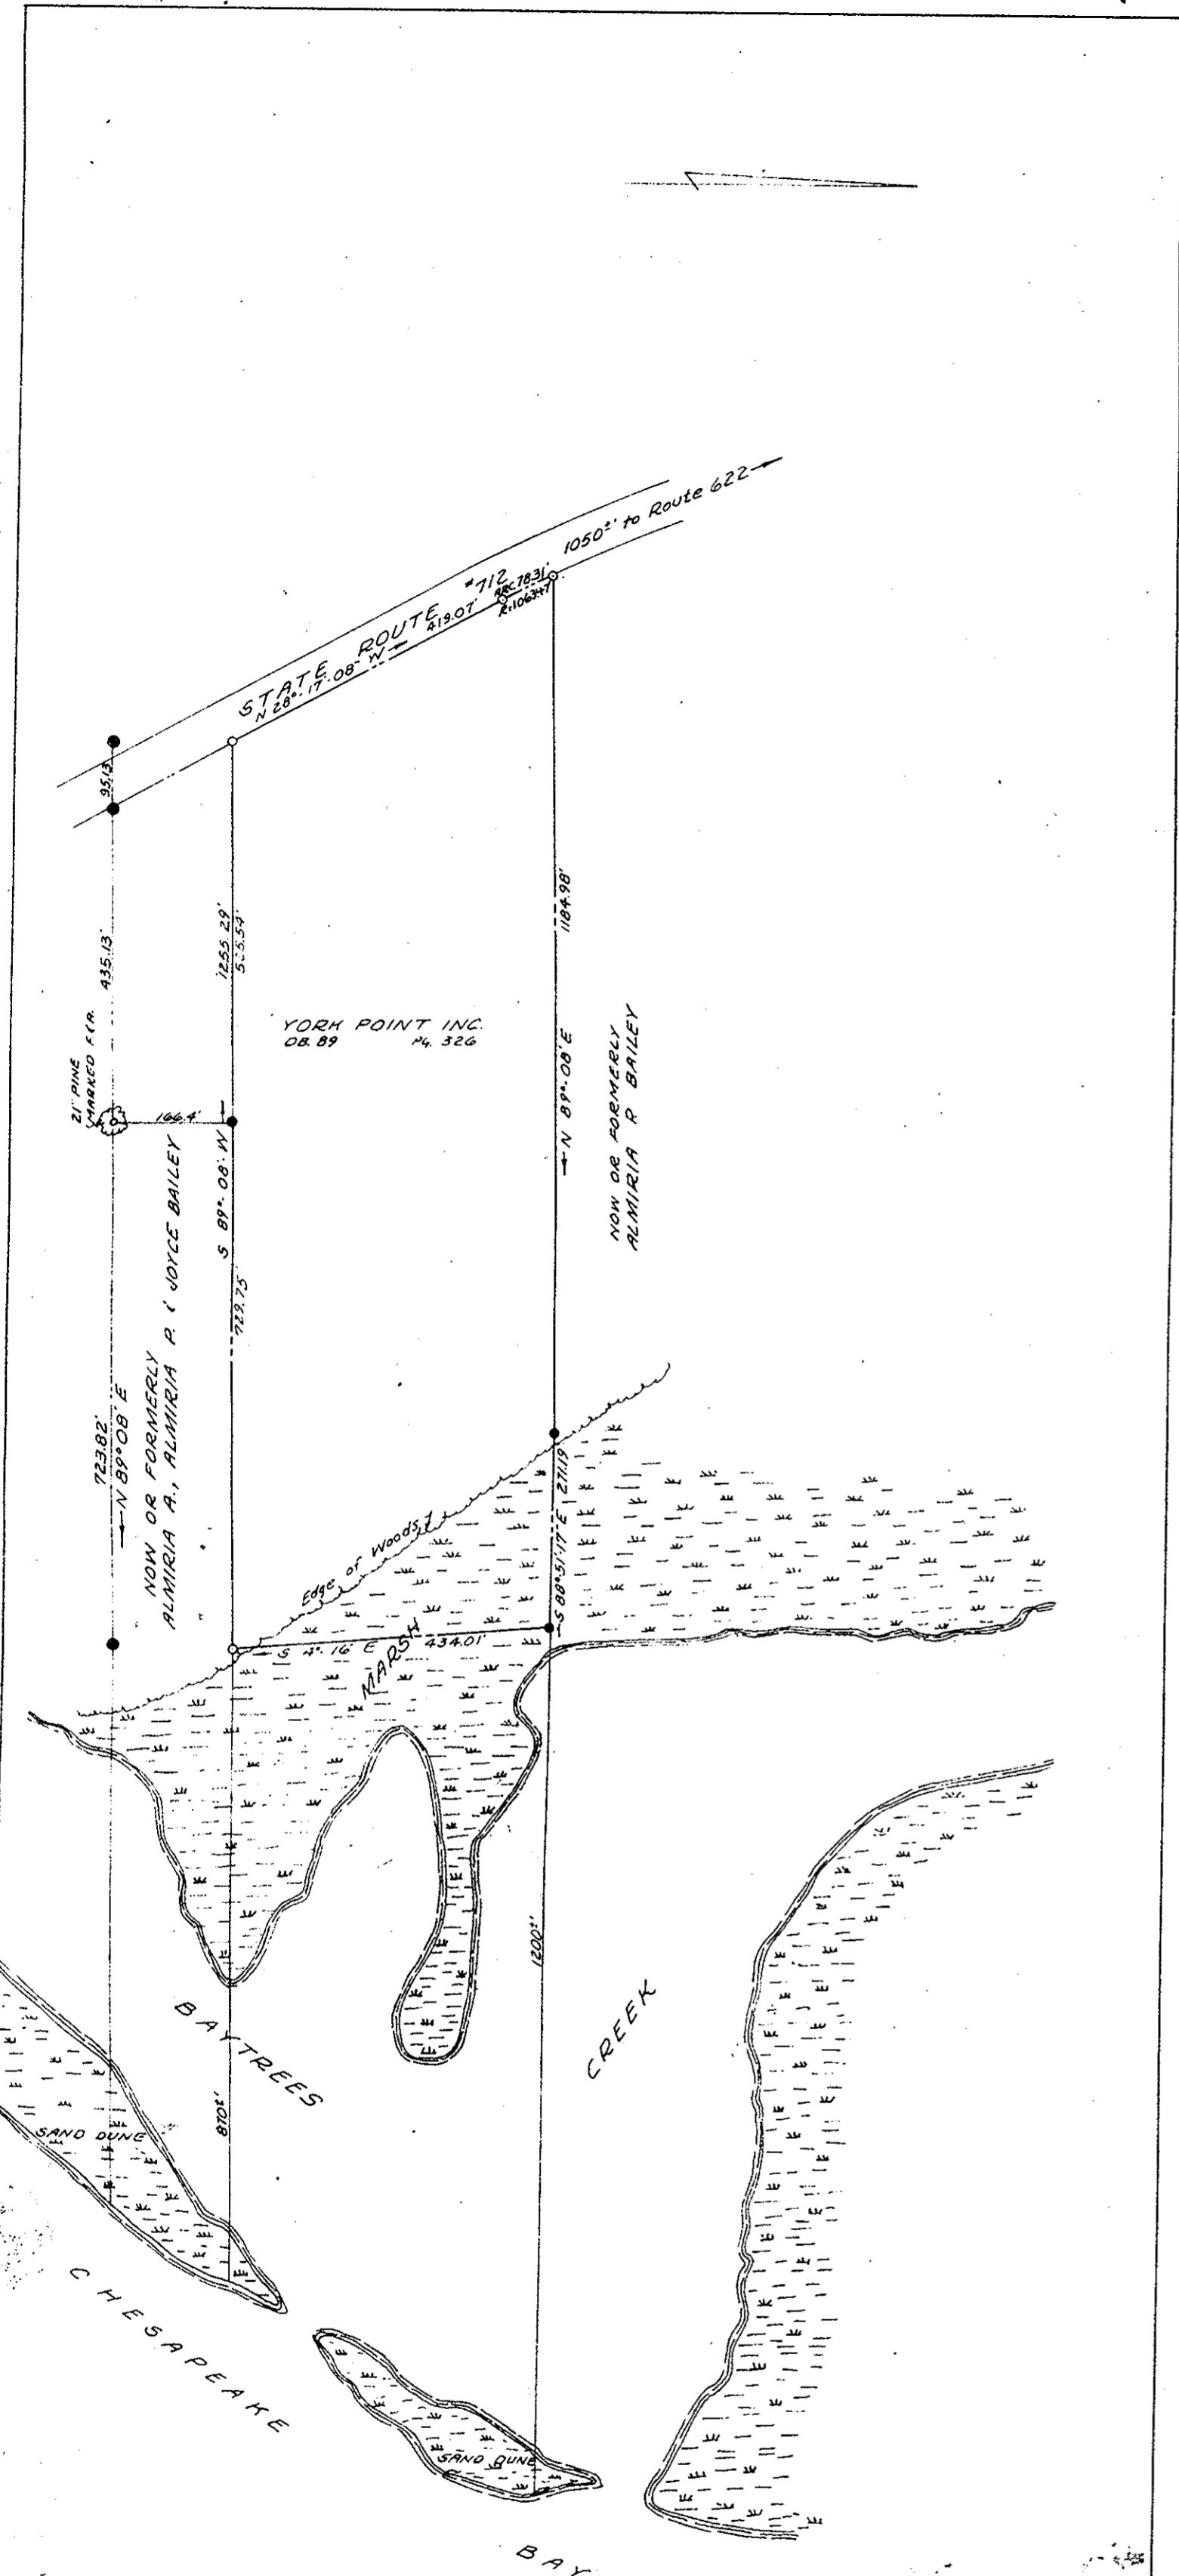 1050±' to Route 622
STATE ROUTE #712
N 28°-17'-08" W
419.07'
ARC. 78.31'
R=1063.47'
95.13'
435.13'
21" PINE
MARKED F&A.
166.4'
1255.29'
525.54'
1184.98'
YORK POINT INC.
DB. 89 PG. 326
S 89°-08' W
729.75'
N 89°-08' E
NOW OR FORMERLY
ALMIRIA R BAILEY
723.82'
N 89°08' E
NOW OR FORMERLY
ALMIRIA A., ALMIRIA P. & JOYCE BAILEY
Edge of Woods
S 88°-51'-17" E 271.19
S 4°-16' E 434.01'
MARSH
1200±'
BAYTREES
CREEK
870±'
SAND DUNE
CHESAPEAKE
SAND DUNE
BAY